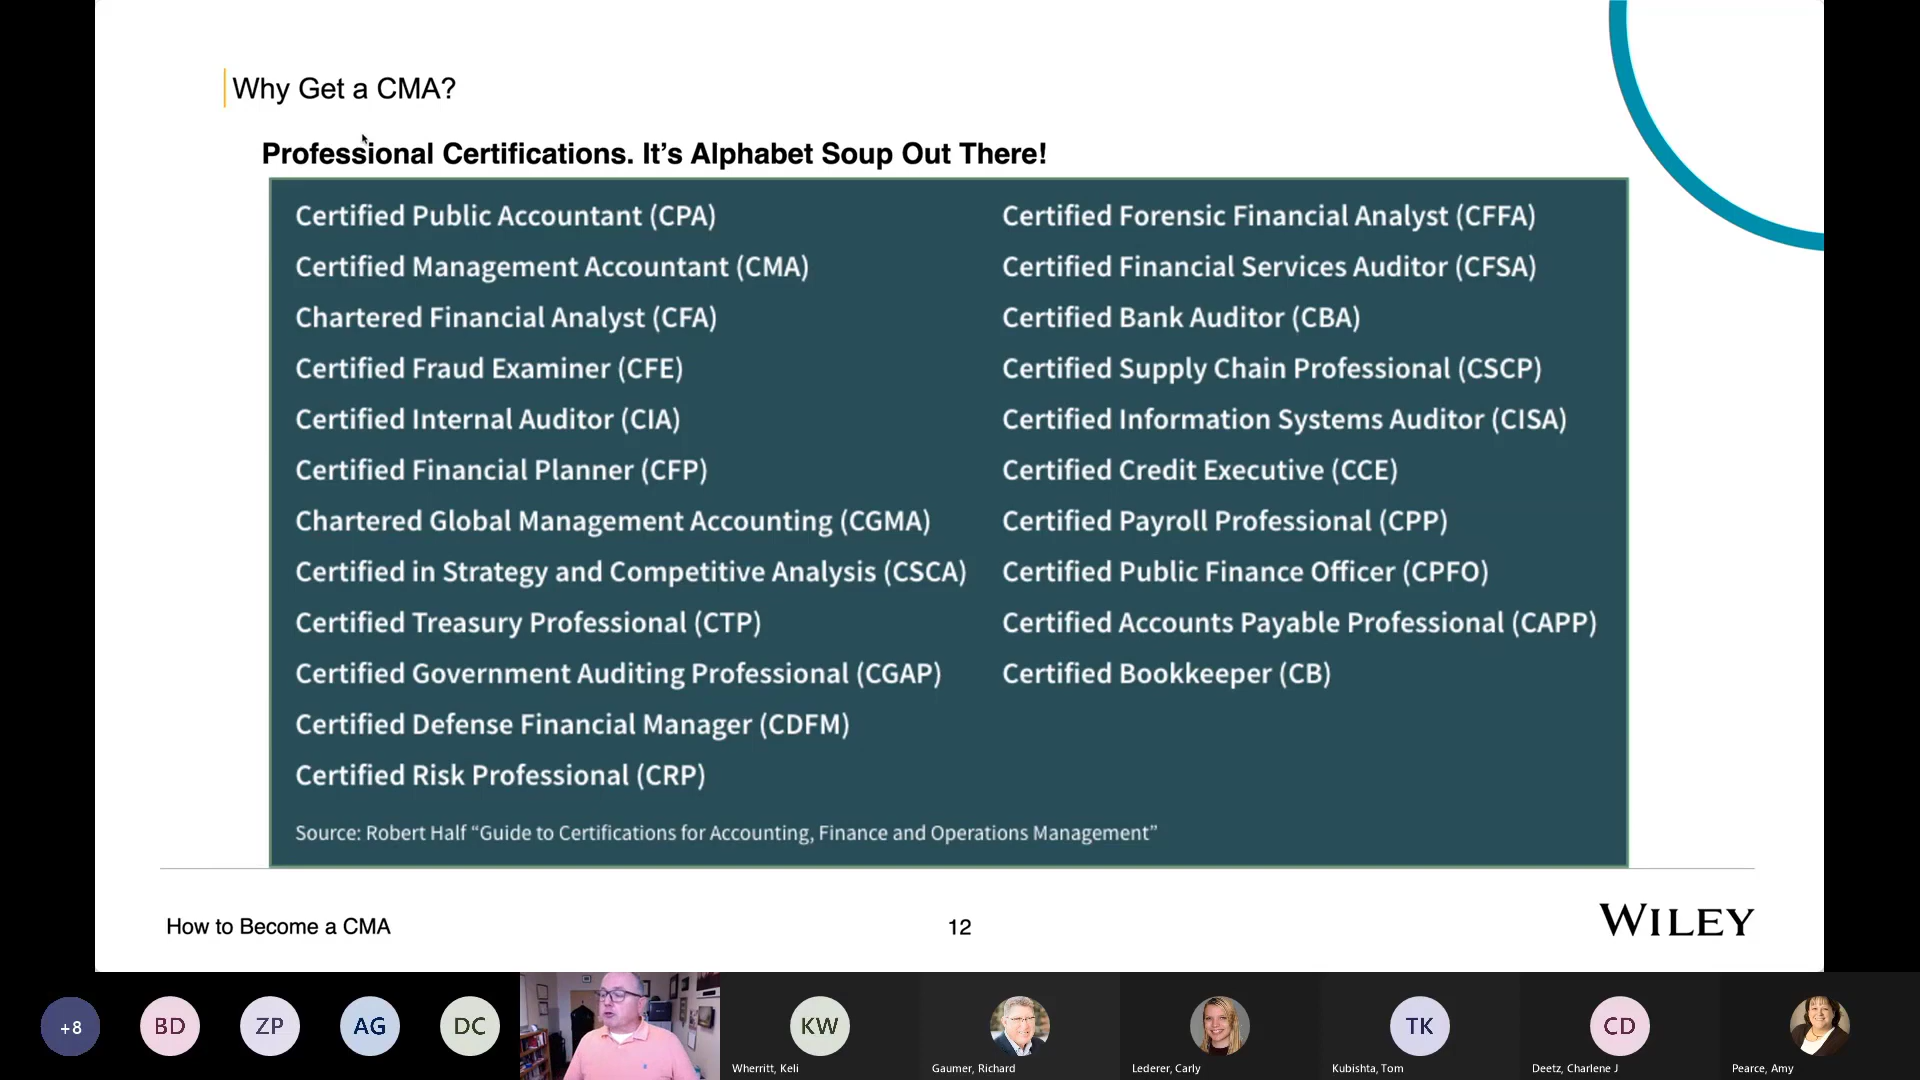 Why Get a CMA?
Professional Certifications. It’s Alphabet Soup Out There!
Certified Public Accountant (CPA)
Certified Management Accountant (CMA)
Chartered Financial Analyst (CFA)
Certified Fraud Examiner (CFE)
Certified Internal Auditor (CIA)
Certified Financial Planner (CFP)
Chartered Global Management Accounting (CGMA)
Certified in Strategy and Competitive Analysis (CSCA)
Certified Treasury Professional (CTP)
Certified Government Auditing Professional (CGAP)
Certified Defense Financial Manager (CDFM)
Certified Risk Professional (CRP)
Certified Forensic Financial Analyst (CFFA)
Certified Financial Services Auditor (CFSA)
Certified Bank Auditor (CBA)
Certified Supply Chain Professional (CSCP)
Certified Information Systems Auditor (CISA)
Certified Credit Executive (CCE)
Certified Payroll Professional (CPP)
Certified Public Finance Officer (CPFO)
Certified Accounts Payable Professional (CAPP)
Certified Bookkeeper (CB)
Source: Robert Half “Guide to Certifications for Accounting, Finance and Operations Management”
How to Become a CMA
12
WILEY
+8
BD
ZP
AG
DC
KW
Wherritt, Keli
Gaumer, Richard
Lederer, Carly
TK
Kubishta, Tom
CD
Deetz, Charlene J
Pearce, Amy